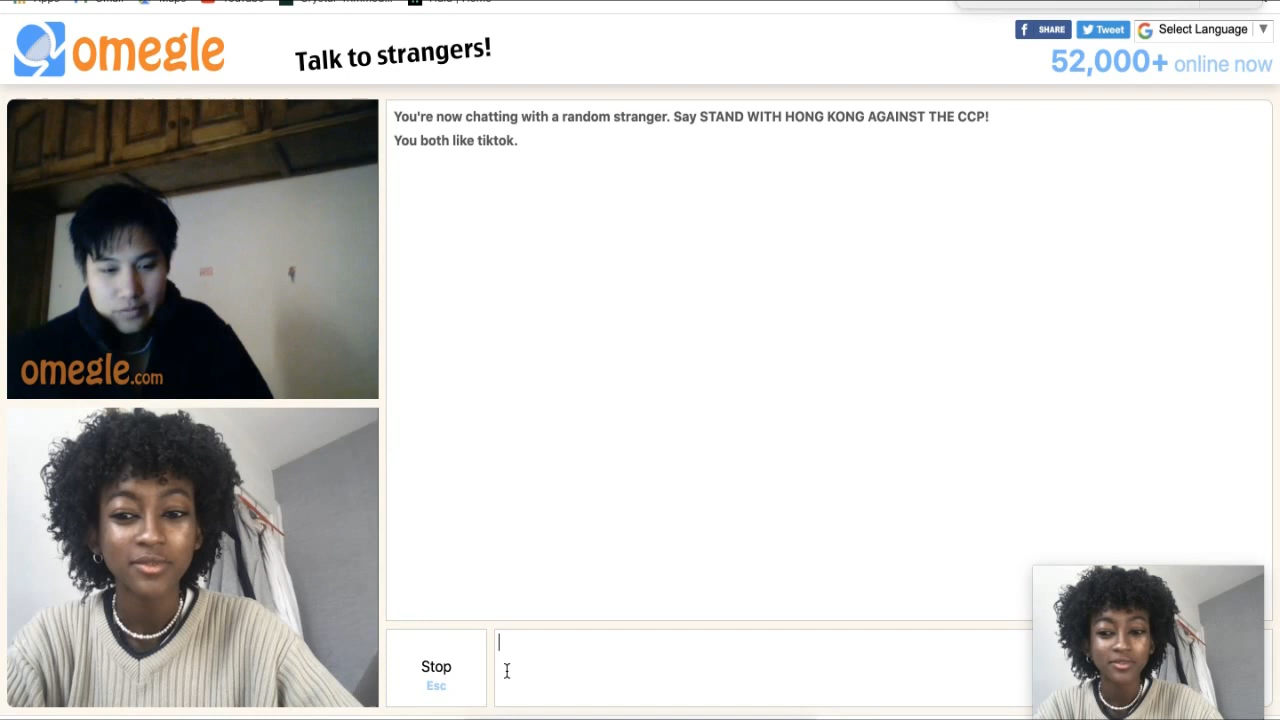 omegle
Talk to strangers!
SHARE
Tweet
Select Language ▼
52,000+ online now
You're now chatting with a random stranger. Say STAND WITH HONG KONG AGAINST THE CCP!
You both like tiktok.
omegle.com
Stop
Esc